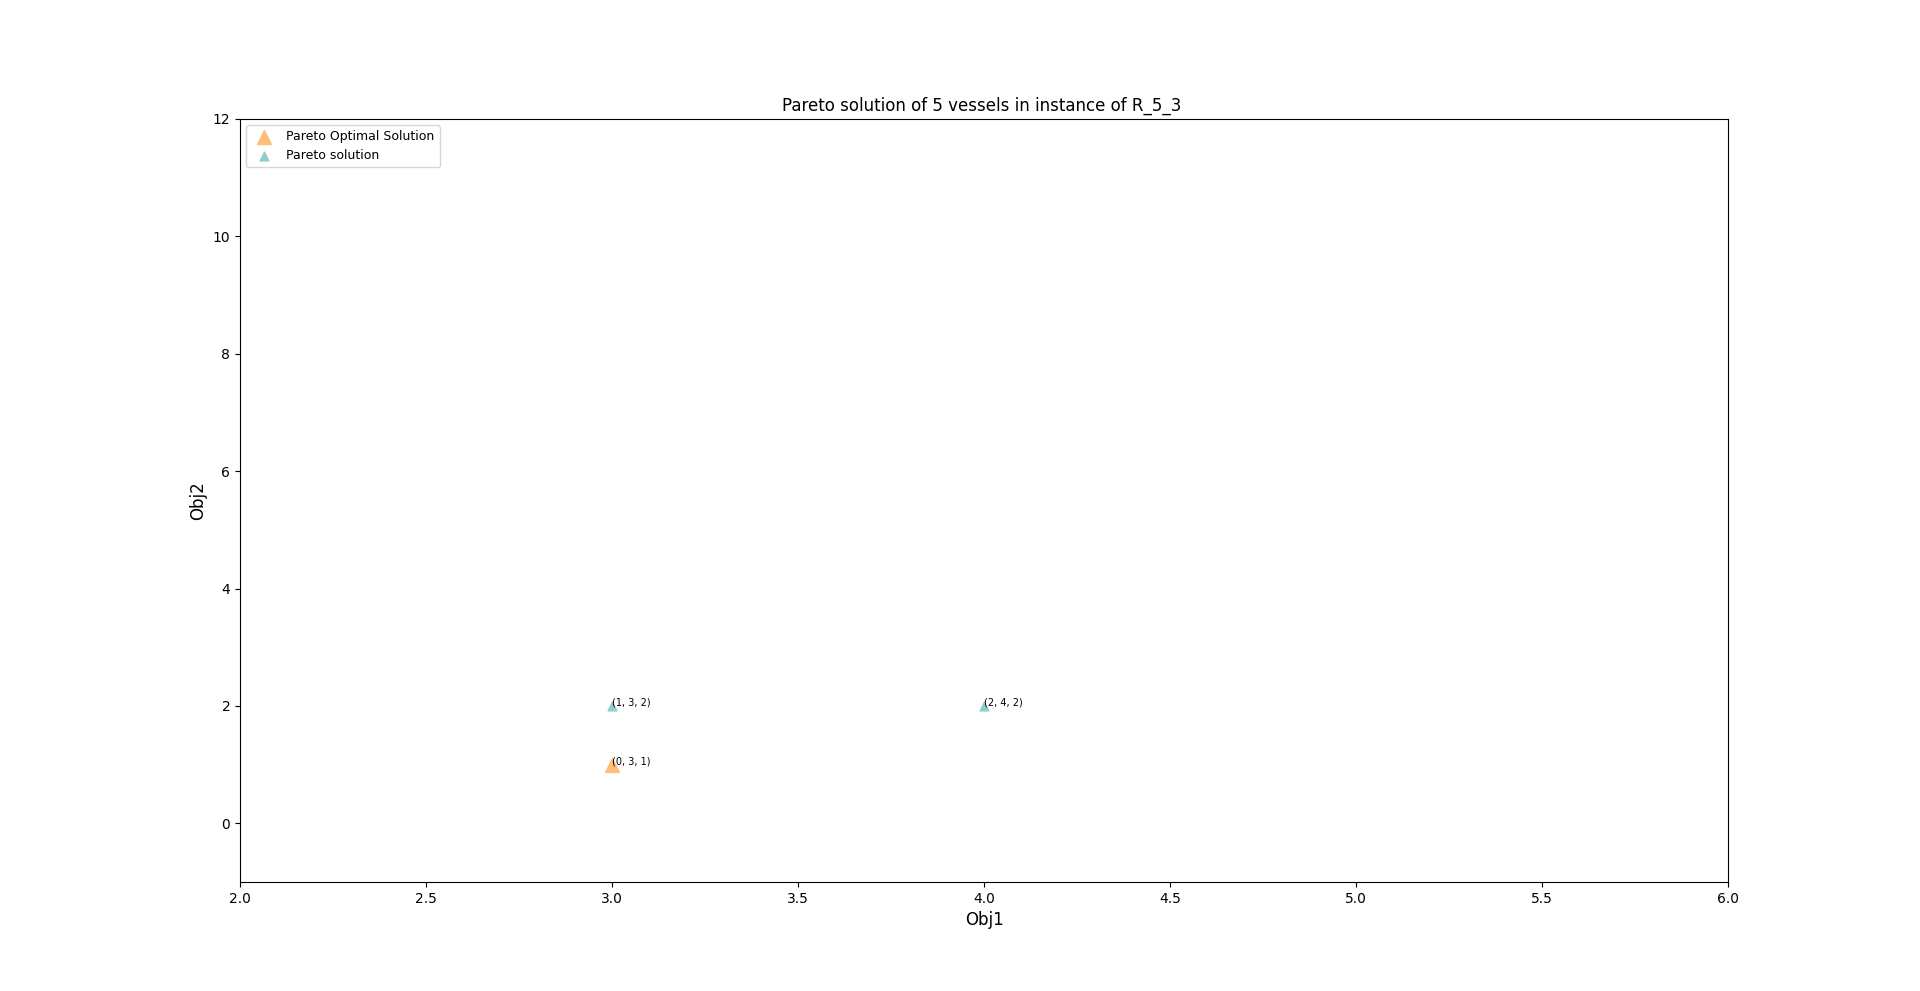 Pareto solution of 5 vessels in instance of R_5_3
Pareto Optimal Solution
Pareto solution
12
10
8
6
4
2
0
Obj2
(1, 3, 2)
(2, 4, 2)
(0, 3, 1)
2.0 2.5 3.0 3.5 4.0 4.5 5.0 5.5 6.0
Obj1